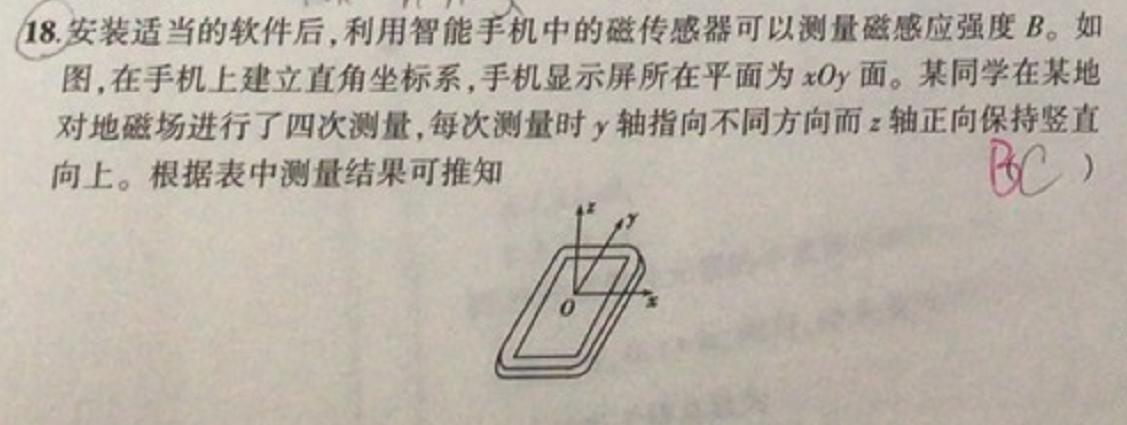 18.安装适当的软件后,利用智能手机中的磁传感器可以测量磁感应强度 B。如
图,在手机上建立直角坐标系,手机显示屏所在平面为 xOy 面。某同学在某地
对地磁场进行了四次测量,每次测量时 y 轴指向不同方向而 z 轴正向保持竖直
向上。根据表中测量结果可推知 BC )
z
y
O
x